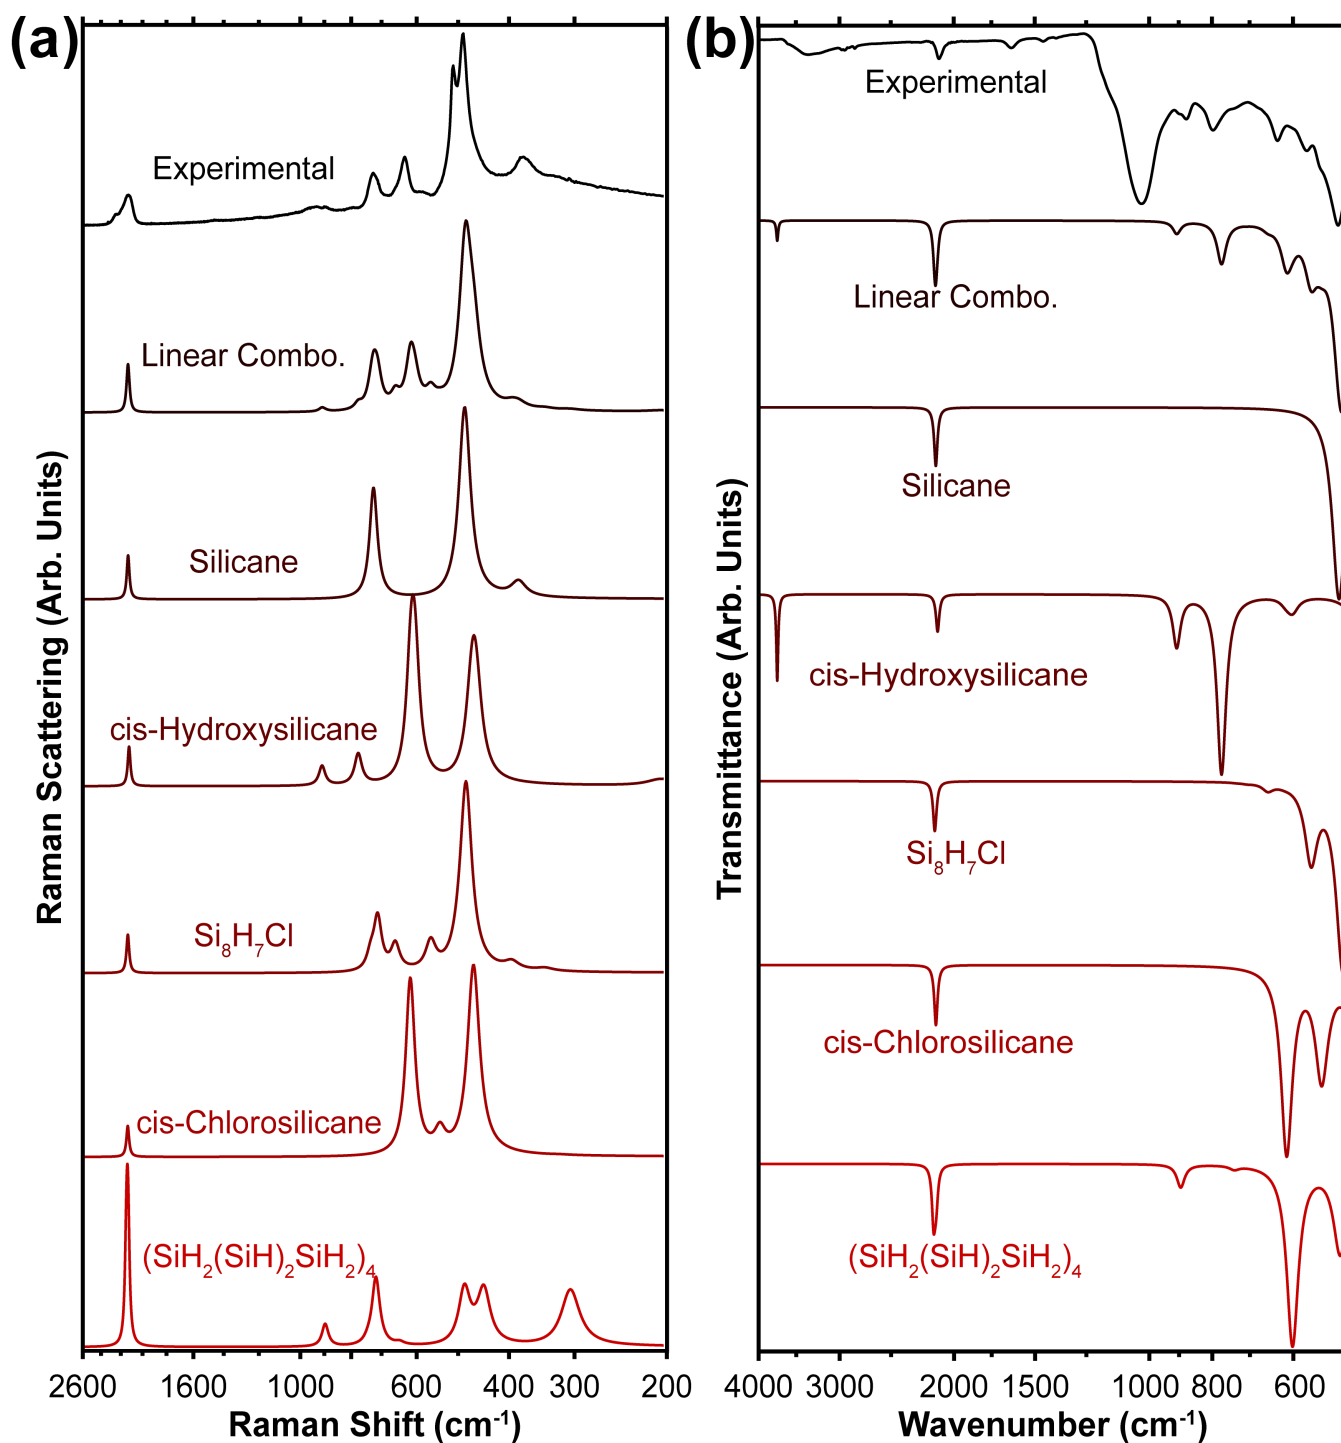 (a)
Raman Scattering (Arb. Units)
Experimental
Linear Combo.
Silicane
cis-Hydroxysilicane
Si₈H₇Cl
cis-Chlorosilicane
(SiH₂(SiH)₂SiH₂)₄
2600 1600 1000 600 400 300 200
Raman Shift (cm⁻¹)
(b)
Transmittance (Arb. Units)
Experimental
Linear Combo.
Silicane
cis-Hydroxysilicane
Si₈H₇Cl
cis-Chlorosilicane
(SiH₂(SiH)₂SiH₂)₄
4000 3000 2000 1500 1000 800 600
Wavenumber (cm⁻¹)